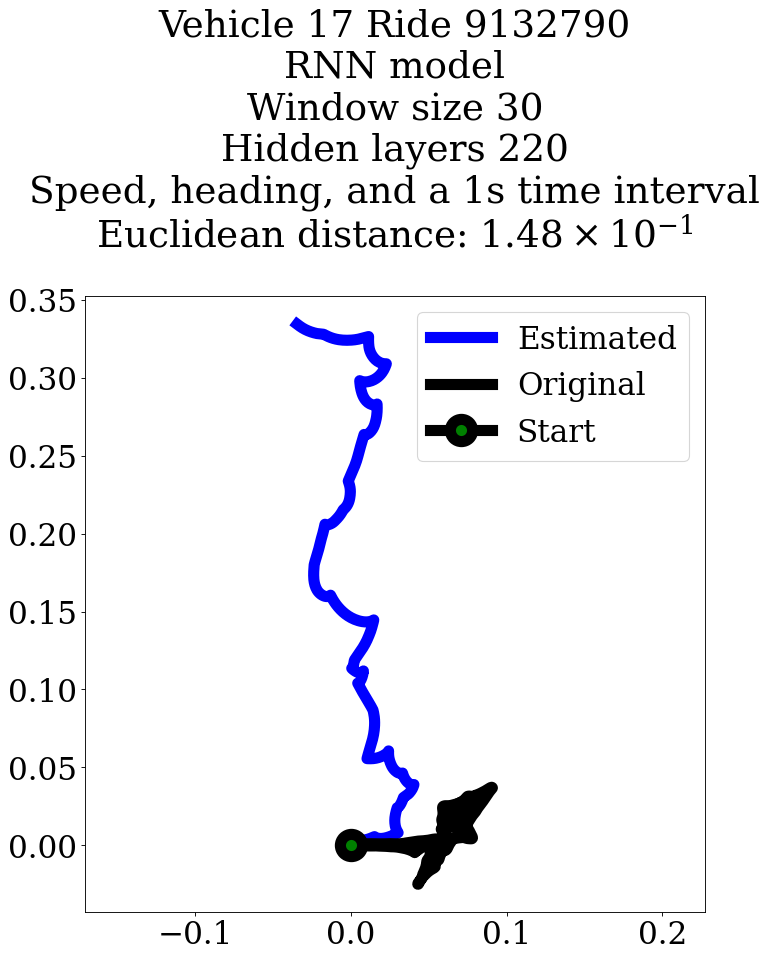 Vehicle 17 Ride 9132790
RNN model
Window size 30
Hidden layers 220
Speed, heading, and a 1s time interval
Euclidean distance: 1.48 × 10⁻¹
Estimated
Original
Start
0.35
0.30
0.25
0.20
0.15
0.10
0.05
0.00
−0.1
0.0
0.1
0.2